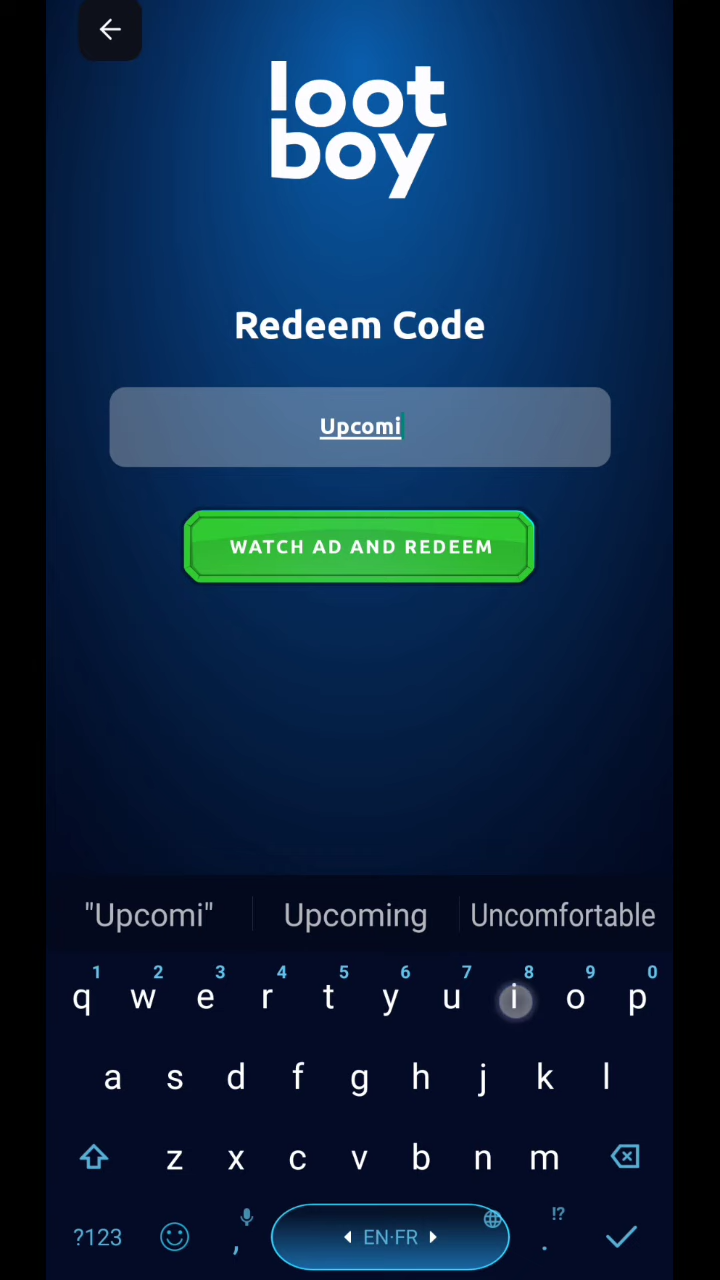 loot
boy
Redeem Code
Upcomi
WATCH AD AND REDEEM
"Upcomi" Upcoming Uncomfortable
1 2 3 4 5 6 7 8 9 0
q w e r t y u i o p
a s d f g h j k l
z x c v b n m
!?
?123 , EN·FR .